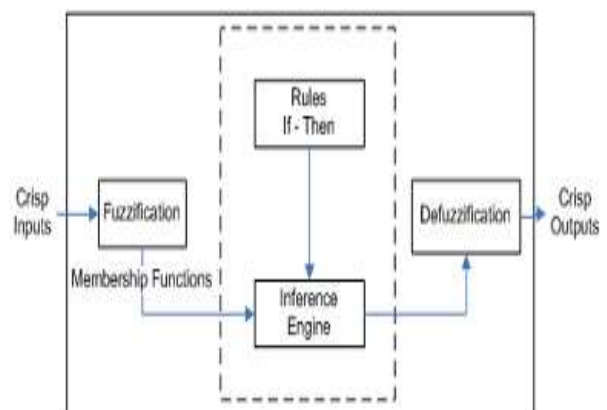 Rules
If - Then
Crisp
Inputs
Fuzzification
Defuzzification
Crisp
Outputs
Membership Functions
Inference
Engine